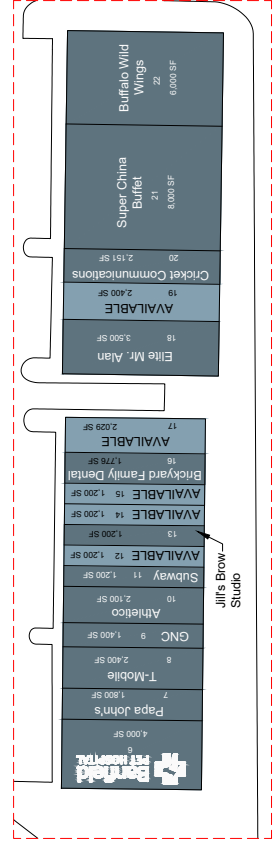 Buffalo Wild
Wings
22
6,000 SF
Super China
Buffet
21
8,000 SF
20 2,151 SF
Cricket Communications
19 2,400 SF
AVAILABLE
18 3,500 SF
Elite Mr. Alan
17 2,029 SF
AVAILABLE
16 1,776 SF
Brickyard Family Dental
AVAILABLE 15 1,200 SF
AVAILABLE 14 1,200 SF
13 1,200 SF
Jill's Brow
Studio
AVAILABLE 12 1,200 SF
Subway 11 1,200 SF
10 2,100 SF
Athletico
GNC 9 1,400 SF
8 2,400 SF
T-Mobile
7 1,800 SF
Papa John's
6 4,000 SF
Banfield
PET HOSPITAL